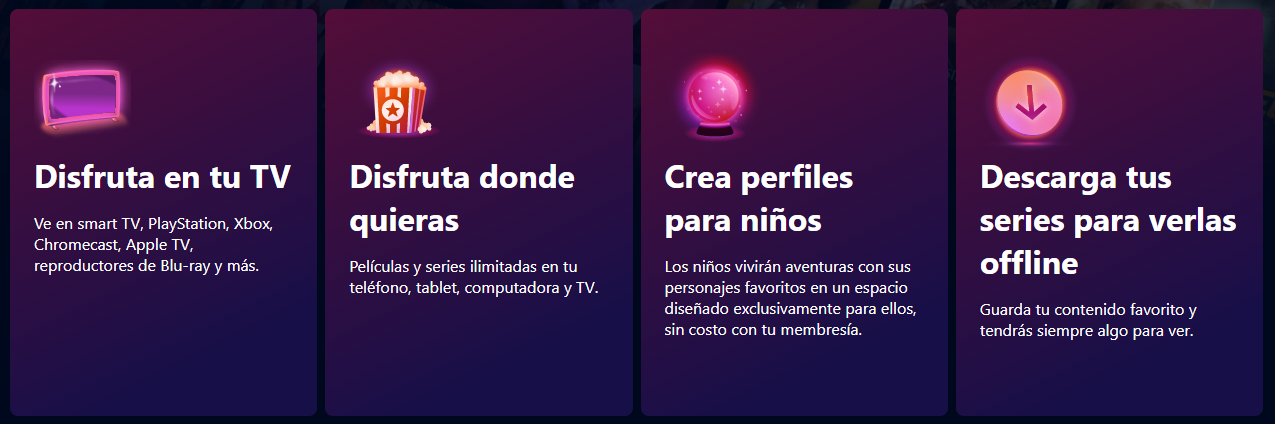 Disfruta en tu TV
Ve en smart TV, PlayStation, Xbox,
Chromecast, Apple TV,
reproductores de Blu-ray y más.
Disfruta donde
quieras
Películas y series ilimitadas en tu
teléfono, tablet, computadora y TV.
Crea perfiles
para niños
Los niños vivirán aventuras con sus
personajes favoritos en un espacio
diseñado exclusivamente para ellos,
sin costo con tu membresía.
Descarga tus
series para verlas
offline
Guarda tu contenido favorito y
tendrás siempre algo para ver.